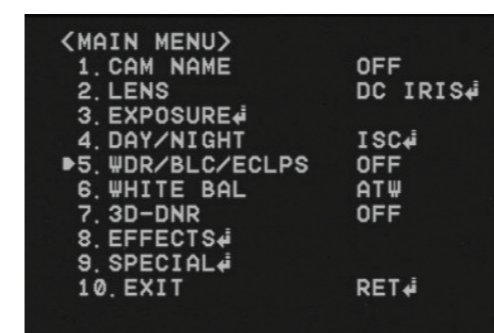 <MAIN MENU>
1. CAM NAME OFF
2. LENS DC IRIS↲
3. EXPOSURE↲
4. DAY/NIGHT ISC↲
5. WDR/BLC/ECLPS OFF
6. WHITE BAL ATW
7. 3D-DNR OFF
8. EFFECTS↲
9. SPECIAL↲
10. EXIT RET↲